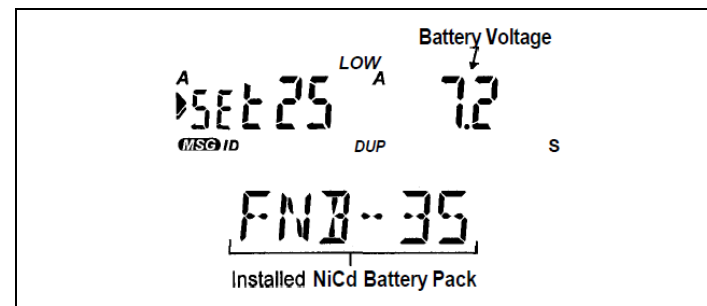 Battery Voltage
LOW
A A
SEt 25 7.2
MSG ID DUP S
FNB--35
Installed NiCd Battery Pack